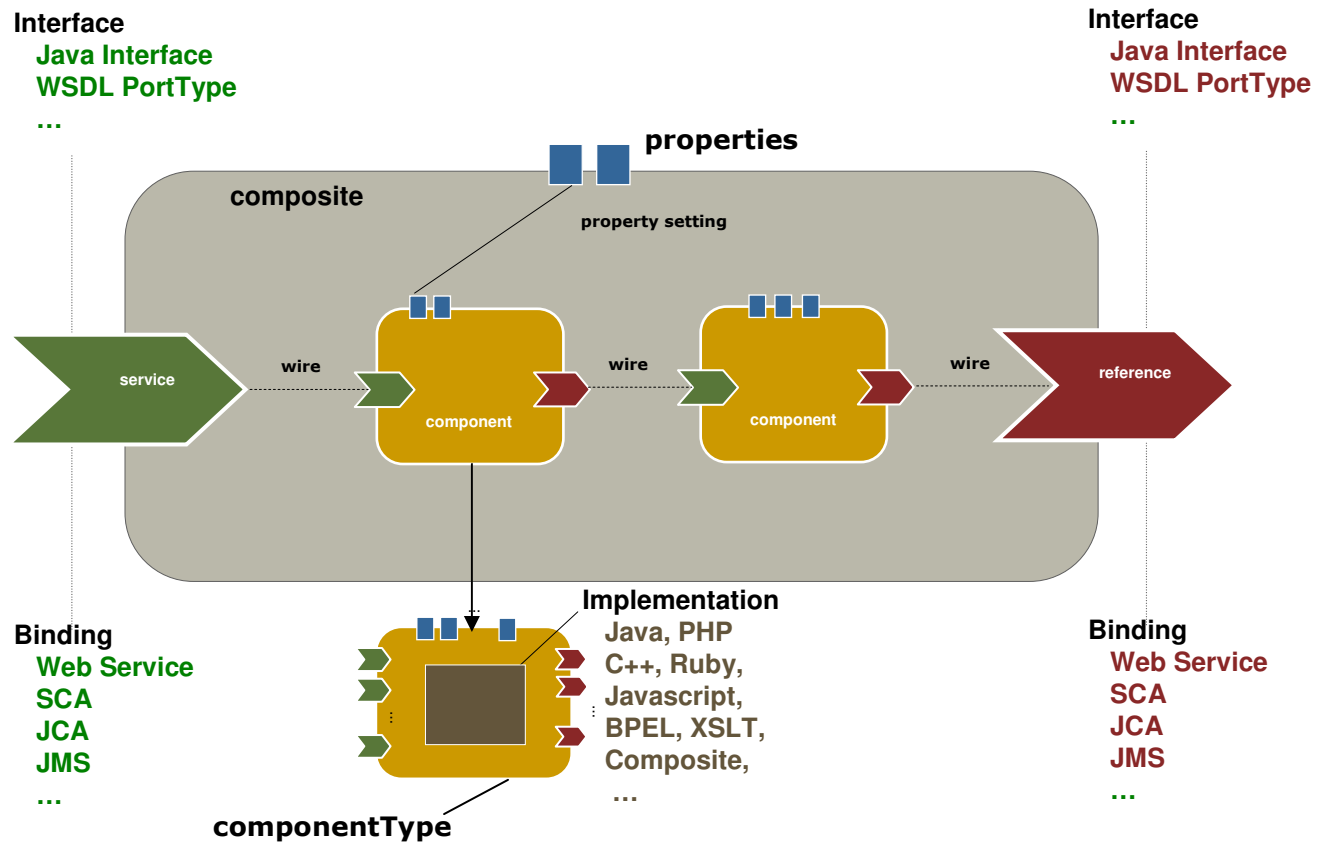 Interface
Java Interface
WSDL PortType
...
Interface
Java Interface
WSDL PortType
...
properties
composite
property setting
service
wire
component
wire
component
wire
reference
Binding
Web Service
SCA
JCA
JMS
...
...
Implementation
Java, PHP
C++, Ruby,
Javascript,
BPEL, XSLT,
Composite,
...
...
...
componentType
Binding
Web Service
SCA
JCA
JMS
...